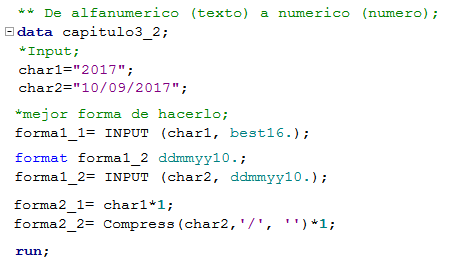 ** De alfanumerico (texto) a numerico (numero);
data capitulo3_2;
*Input;
char1="2017";
char2="10/09/2017";
*mejor forma de hacerlo;
forma1_1= INPUT (char1, best16.);
format forma1_2 ddmmyy10.;
forma1_2= INPUT (char2, ddmmyy10.);
forma2_1= char1*1;
forma2_2= Compress(char2,'/', '')*1;
run;